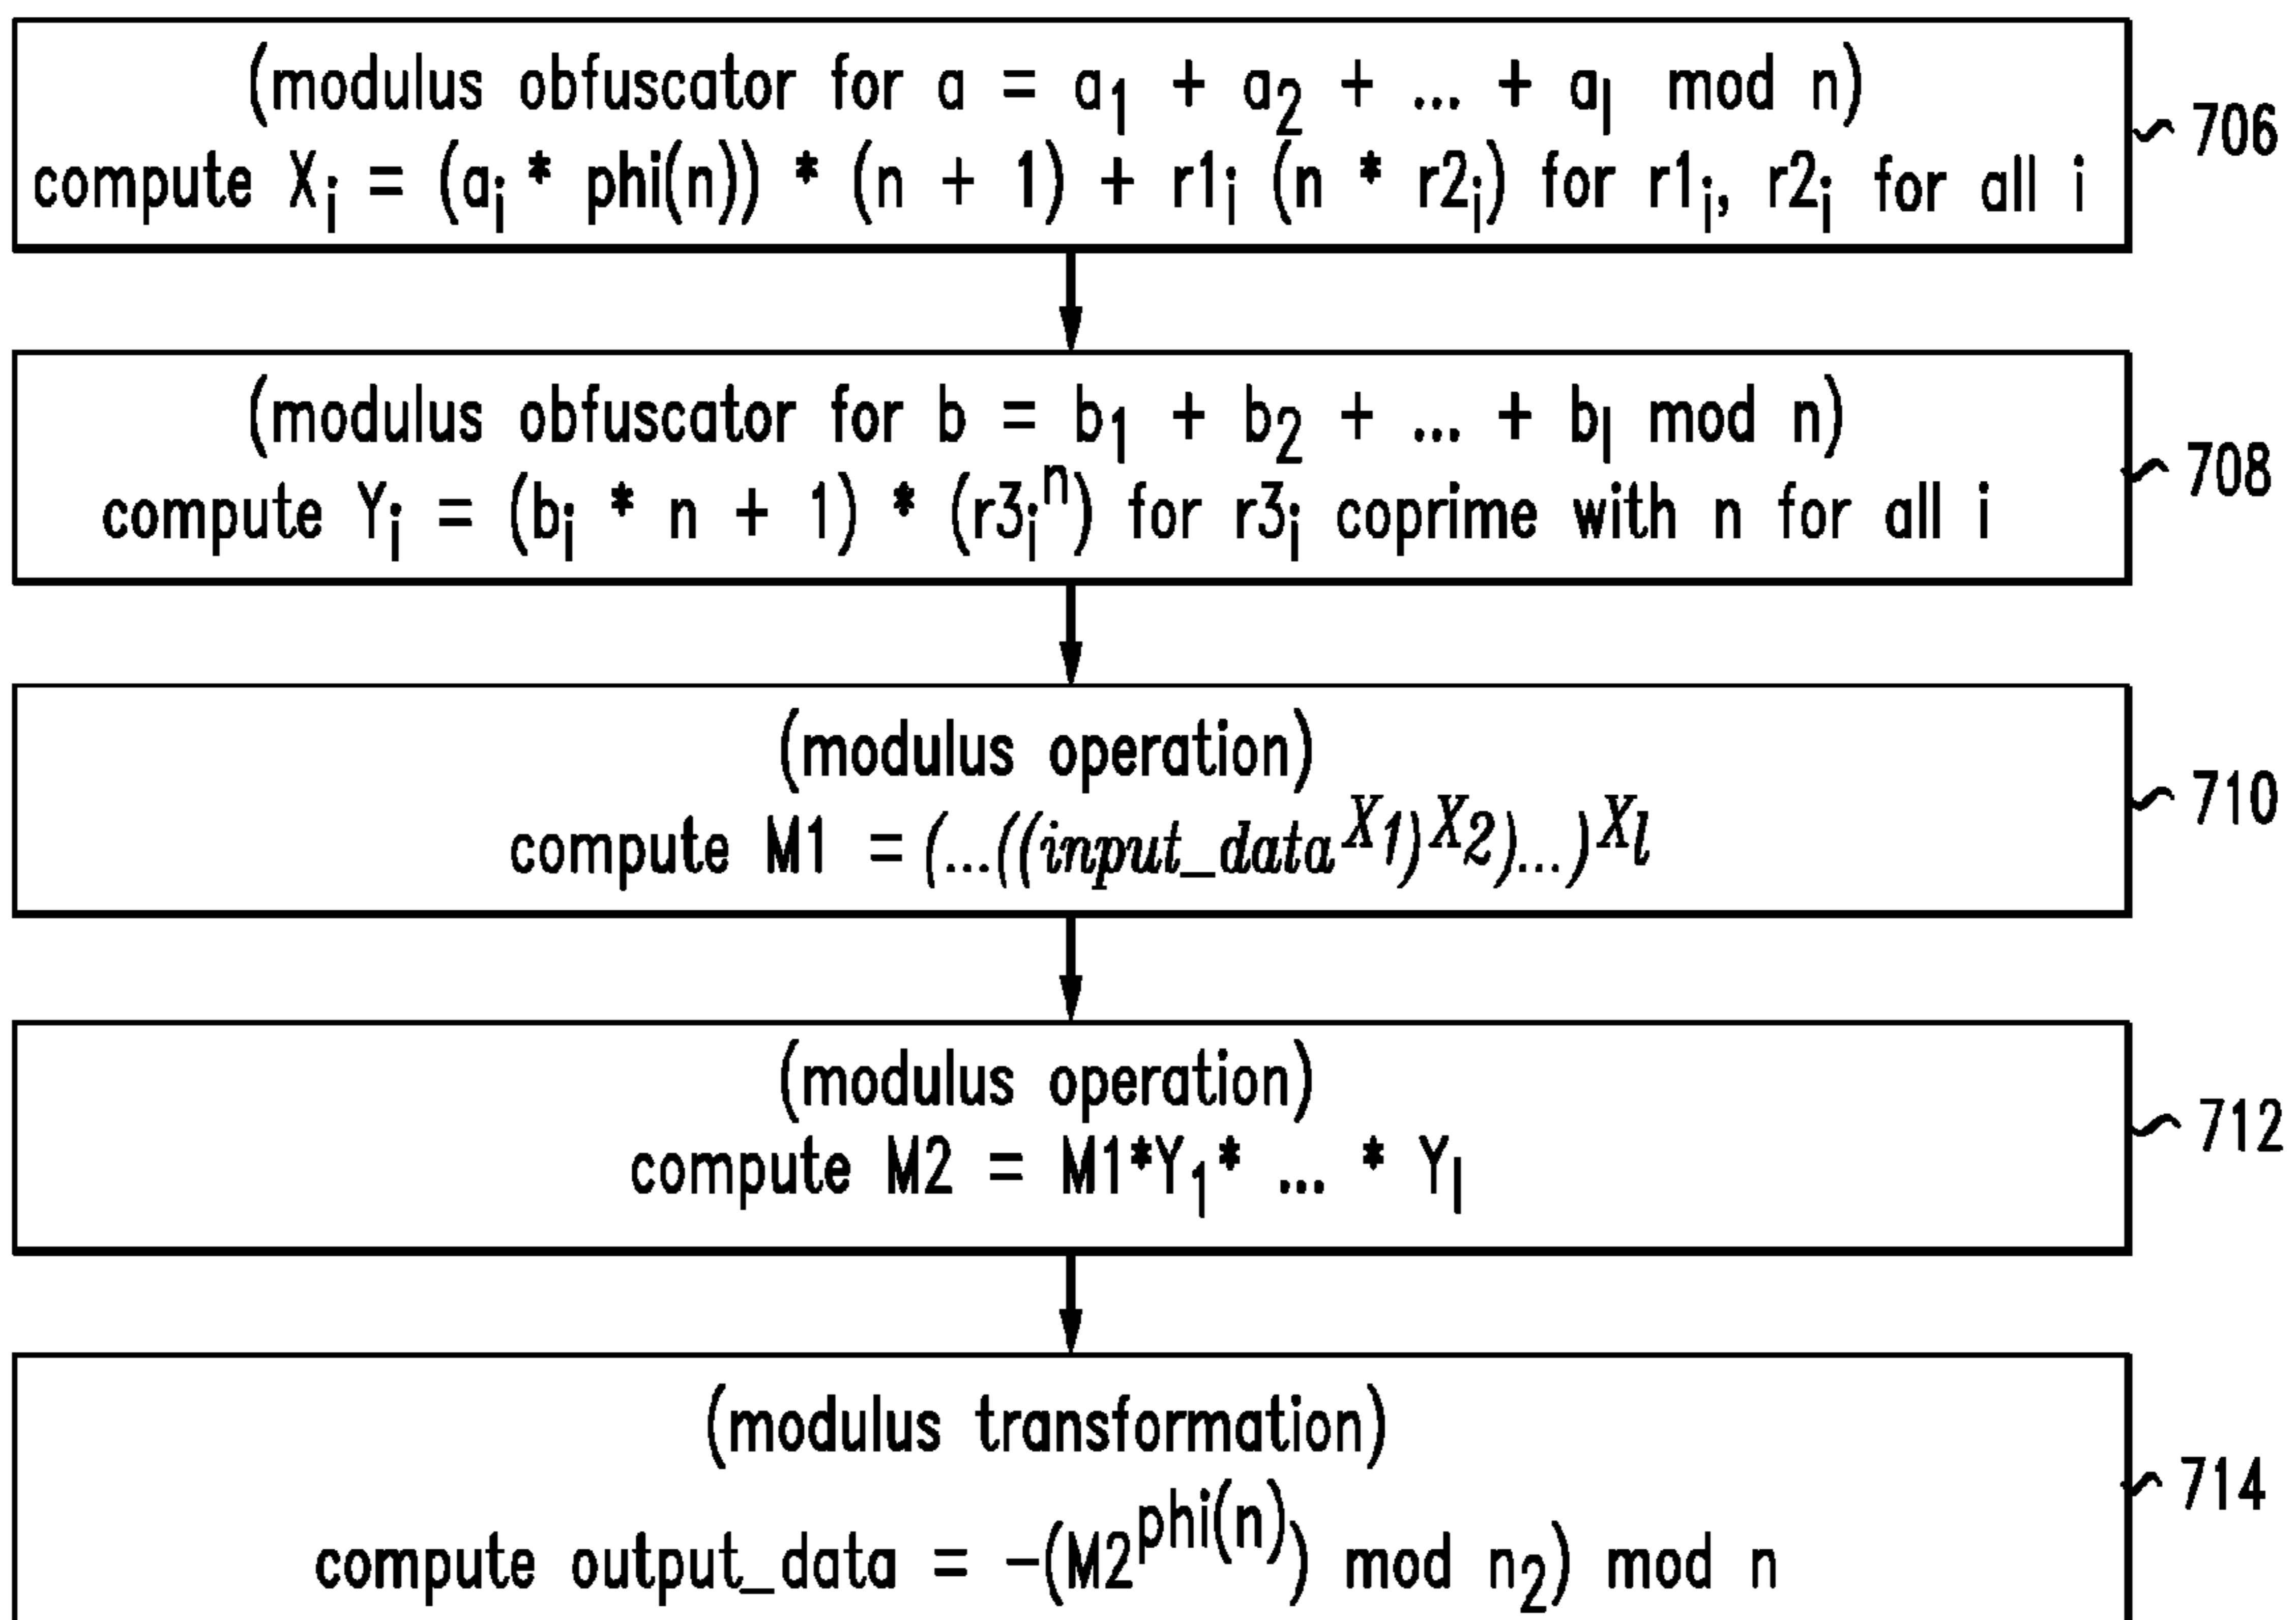 (modulus obfuscator for a = a₁ + a₂ + ... + aₗ mod n)
compute Xᵢ = (aᵢ * phi(n)) * (n + 1) + r1ᵢ (n * r2ᵢ) for r1ᵢ, r2ᵢ for all i
706
(modulus obfuscator for b = b₁ + b₂ + ... + bₗ mod n)
compute Yᵢ = (bᵢ * n + 1) * (r3ᵢⁿ) for r3ᵢ coprime with n for all i
708
(modulus operation)
compute M1 = (...((input_data^X1)^X2)...)^Xl
710
(modulus operation)
compute M2 = M1*Y₁* ... * Yₗ
712
(modulus transformation)
compute output_data = -(M2^phi(n)) mod n₂) mod n
714